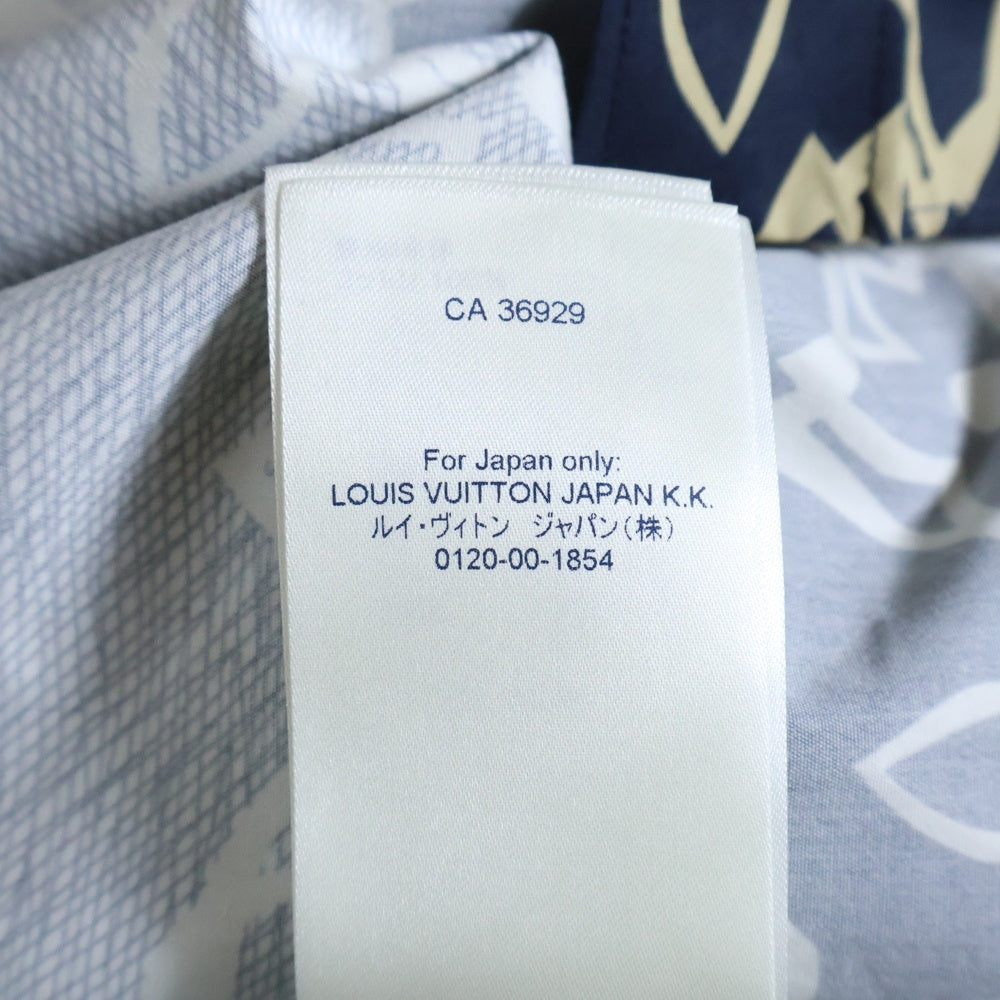 CA 36929
For Japan only:
LOUIS VUITTON JAPAN K.K.
ルイ・ヴィトン　ジャパン（株）
0120-00-1854